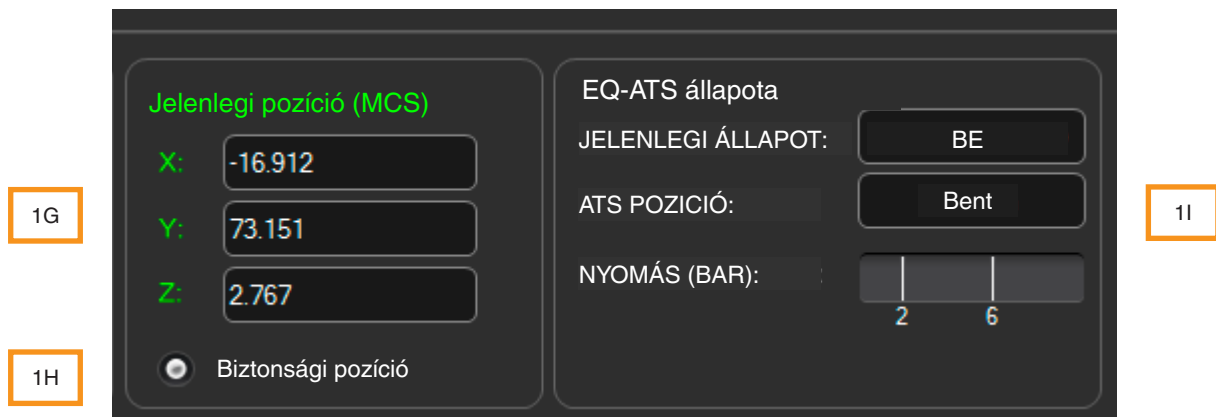 Jelenlegi pozíció (MCS)
X: -16.912
Y: 73.151
Z: 2.767
Biztonsági pozíció
EQ-ATS állapota
JELENLEGI ÁLLAPOT: BE
ATS POZICIÓ: Bent
NYOMÁS (BAR):
2 6
1G
1H
1I